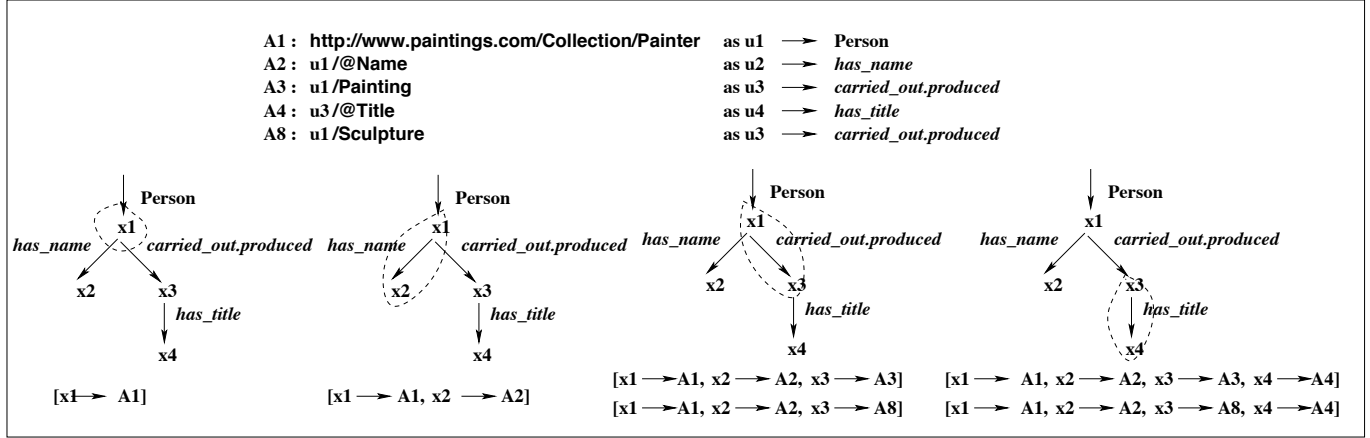 A1 : http://www.paintings.com/Collection/Painter as u1 → Person
A2 : u1/@Name as u2 → has_name
A3 : u1/Painting as u3 → carried_out.produced
A4 : u3/@Title as u4 → has_title
A8 : u1/Sculpture as u3 → carried_out.produced
Person
x1
has_name carried_out.produced
x2 x3
has_title
x4
[x1 → A1]
Person
x1
has_name carried_out.produced
x2 x3
has_title
x4
[x1 → A1, x2 → A2]
Person
x1
has_name carried_out.produced
x2 x3
has_title
x4
[x1 → A1, x2 → A2, x3 → A3]
[x1 → A1, x2 → A2, x3 → A8]
Person
x1
has_name carried_out.produced
x2 x3
has_title
x4
[x1 → A1, x2 → A2, x3 → A3, x4 → A4]
[x1 → A1, x2 → A2, x3 → A8, x4 → A4]